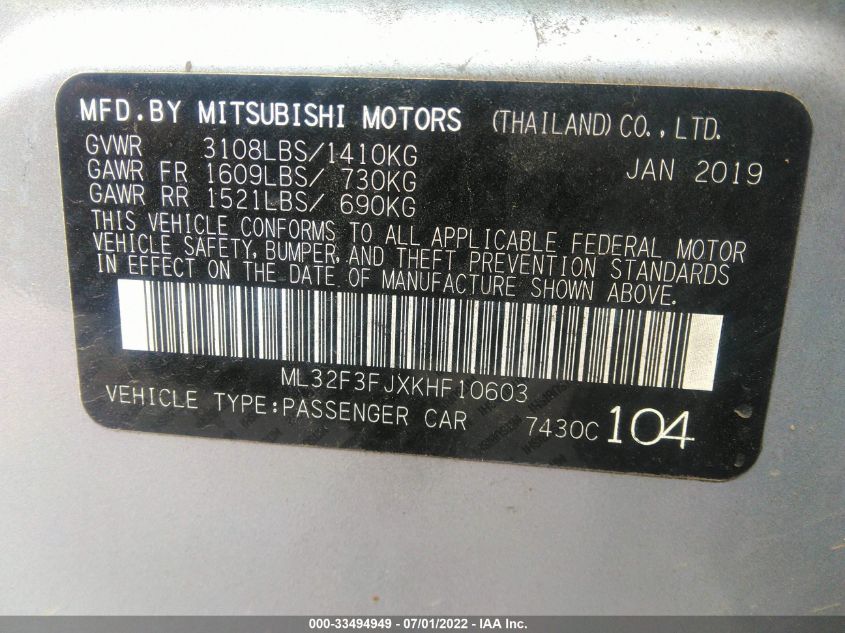 MFD.BY MITSUBISHI MOTORS (THAILAND) CO.,LTD.
GVWR 3108LBS/1410KG JAN 2019
GAWR FR 1609LBS/ 730KG
GAWR RR 1521LBS/ 690KG
THIS VEHICLE CONFORMS TO ALL APPLICABLE FEDERAL MOTOR
VEHICLE SAFETY, BUMPER, AND THEFT PREVENTION STANDARDS
IN EFFECT ON THE DATE OF MANUFACTURE SHOWN ABOVE.
ML32F3FJXKHF10603
VEHICLE TYPE:PASSENGER CAR 7430C 104
000-33494949 - 07/01/2022 - IAA Inc.